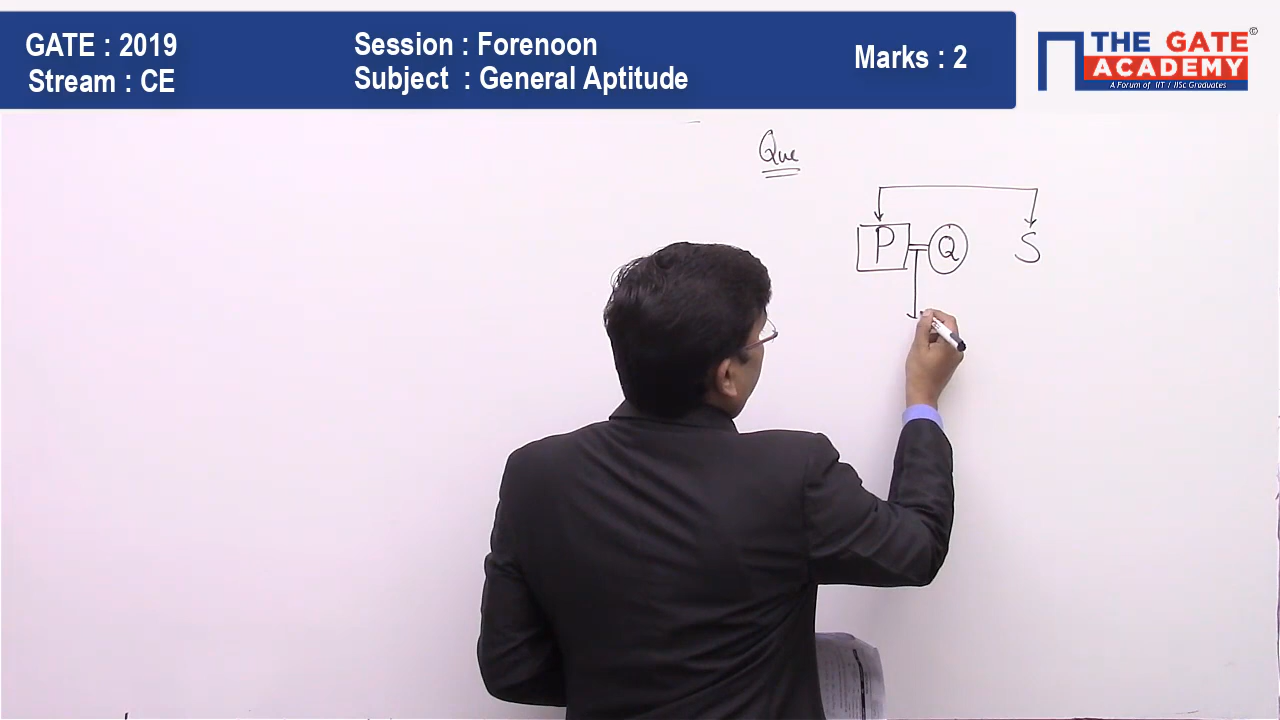 GATE : 2019
Stream : CE
Session : Forenoon
Subject : General Aptitude
Marks : 2
THE GATE
ACADEMY
©
A Forum of IIT / IISc Graduates
Que
P Q S